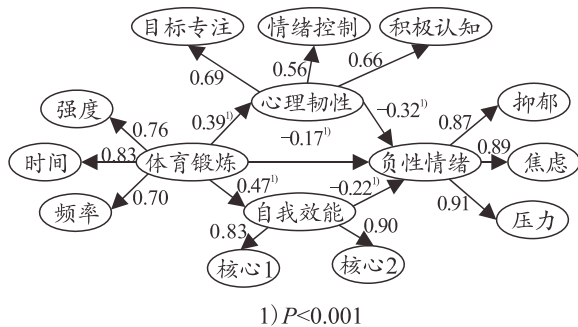 目标专注 情绪控制 积极认知
0.69 0.56 0.66
强度 心理韧性 抑郁
0.76 0.39¹⁾ −0.32¹⁾ 0.87
−0.17¹⁾
时间 0.83 体育锻炼 负性情绪 0.89 焦虑
0.70 0.47¹⁾ −0.22¹⁾ 0.91
频率 自我效能 压力
0.83 0.90
核心1 核心2
1) P<0.001